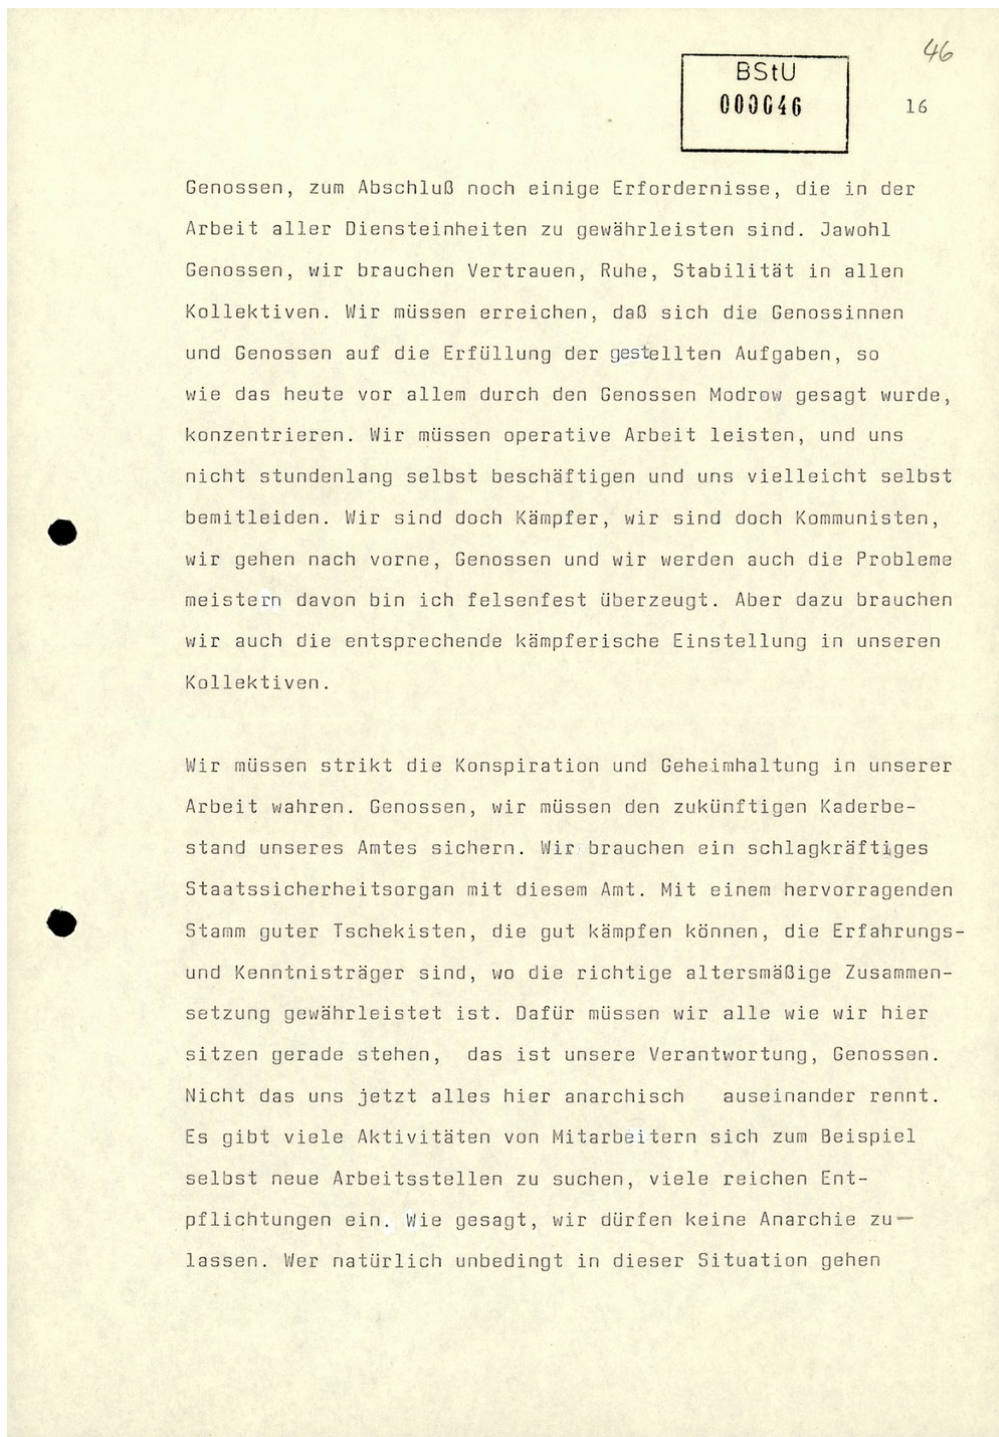 46
BStU
000046
16
Genossen, zum Abschluß noch einige Erfordernisse, die in der
Arbeit aller Diensteinheiten zu gewährleisten sind. Jawohl
Genossen, wir brauchen Vertrauen, Ruhe, Stabilität in allen
Kollektiven. Wir müssen erreichen, daß sich die Genossinnen
und Genossen auf die Erfüllung der gestellten Aufgaben, so
wie das heute vor allem durch den Genossen Modrow gesagt wurde,
konzentrieren. Wir müssen operative Arbeit leisten, und uns
nicht stundenlang selbst beschäftigen und uns vielleicht selbst
bemitleiden. Wir sind doch Kämpfer, wir sind doch Kommunisten,
wir gehen nach vorne, Genossen und wir werden auch die Probleme
meistern davon bin ich felsenfest überzeugt. Aber dazu brauchen
wir auch die entsprechende kämpferische Einstellung in unseren
Kollektiven.
Wir müssen strikt die Konspiration und Geheimhaltung in unserer
Arbeit wahren. Genossen, wir müssen den zukünftigen Kaderbe-
stand unseres Amtes sichern. Wir brauchen ein schlagkräftiges
Staatssicherheitsorgan mit diesem Amt. Mit einem hervorragenden
Stamm guter Tschekisten, die gut kämpfen können, die Erfahrungs-
und Kenntnisträger sind, wo die richtige altersmäßige Zusammen-
setzung gewährleistet ist. Dafür müssen wir alle wie wir hier
sitzen gerade stehen, das ist unsere Verantwortung, Genossen.
Nicht das uns jetzt alles hier anarchisch auseinander rennt.
Es gibt viele Aktivitäten von Mitarbeitern sich zum Beispiel
selbst neue Arbeitsstellen zu suchen, viele reichen Ent-
pflichtungen ein. Wie gesagt, wir dürfen keine Anarchie zu-
lassen. Wer natürlich unbedingt in dieser Situation gehen